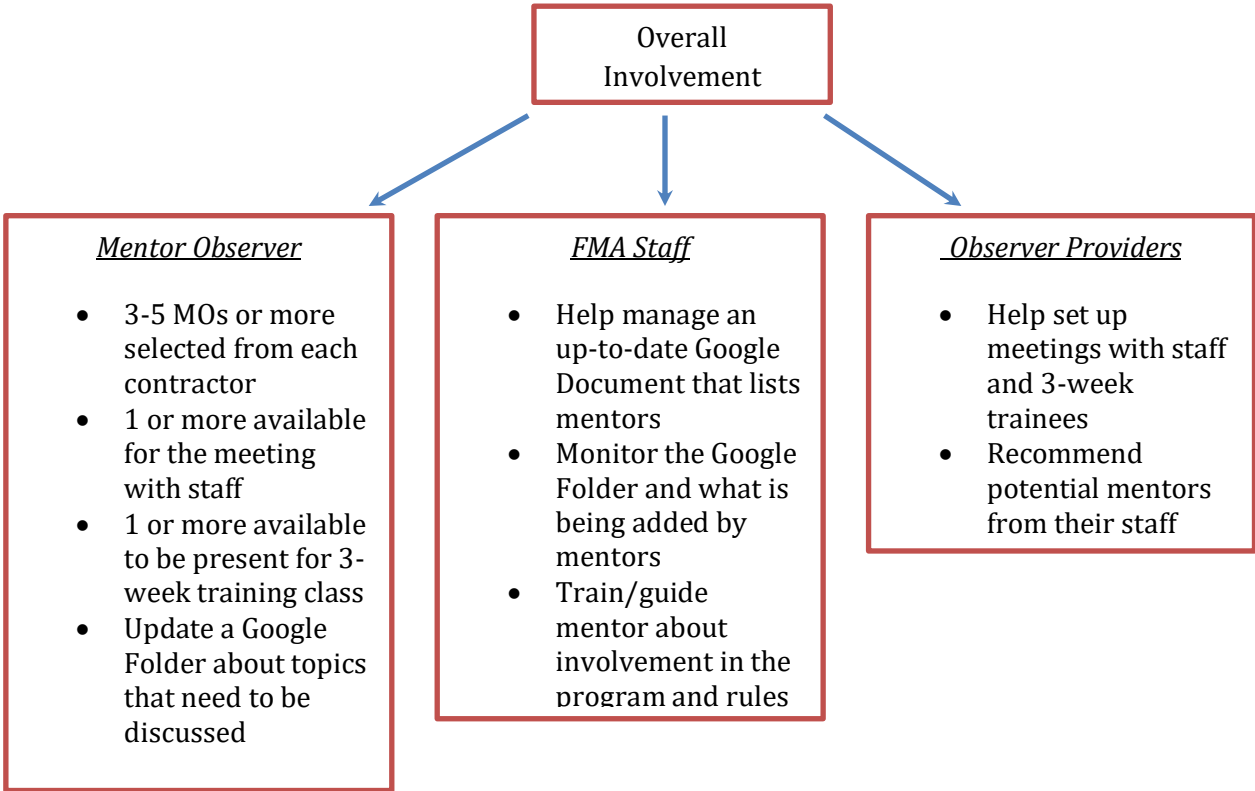 Overall
Involvement
Mentor Observer
• 3-5 MOs or more
selected from each
contractor
• 1 or more available
for the meeting
with staff
• 1 or more available
to be present for 3-
week training class
• Update a Google
Folder about topics
that need to be
discussed
FMA Staff
• Help manage an
up-to-date Google
Document that lists
mentors
• Monitor the Google
Folder and what is
being added by
mentors
• Train/guide
mentor about
involvement in the
program and rules
Observer Providers
• Help set up
meetings with staff
and 3-week
trainees
• Recommend
potential mentors
from their staff